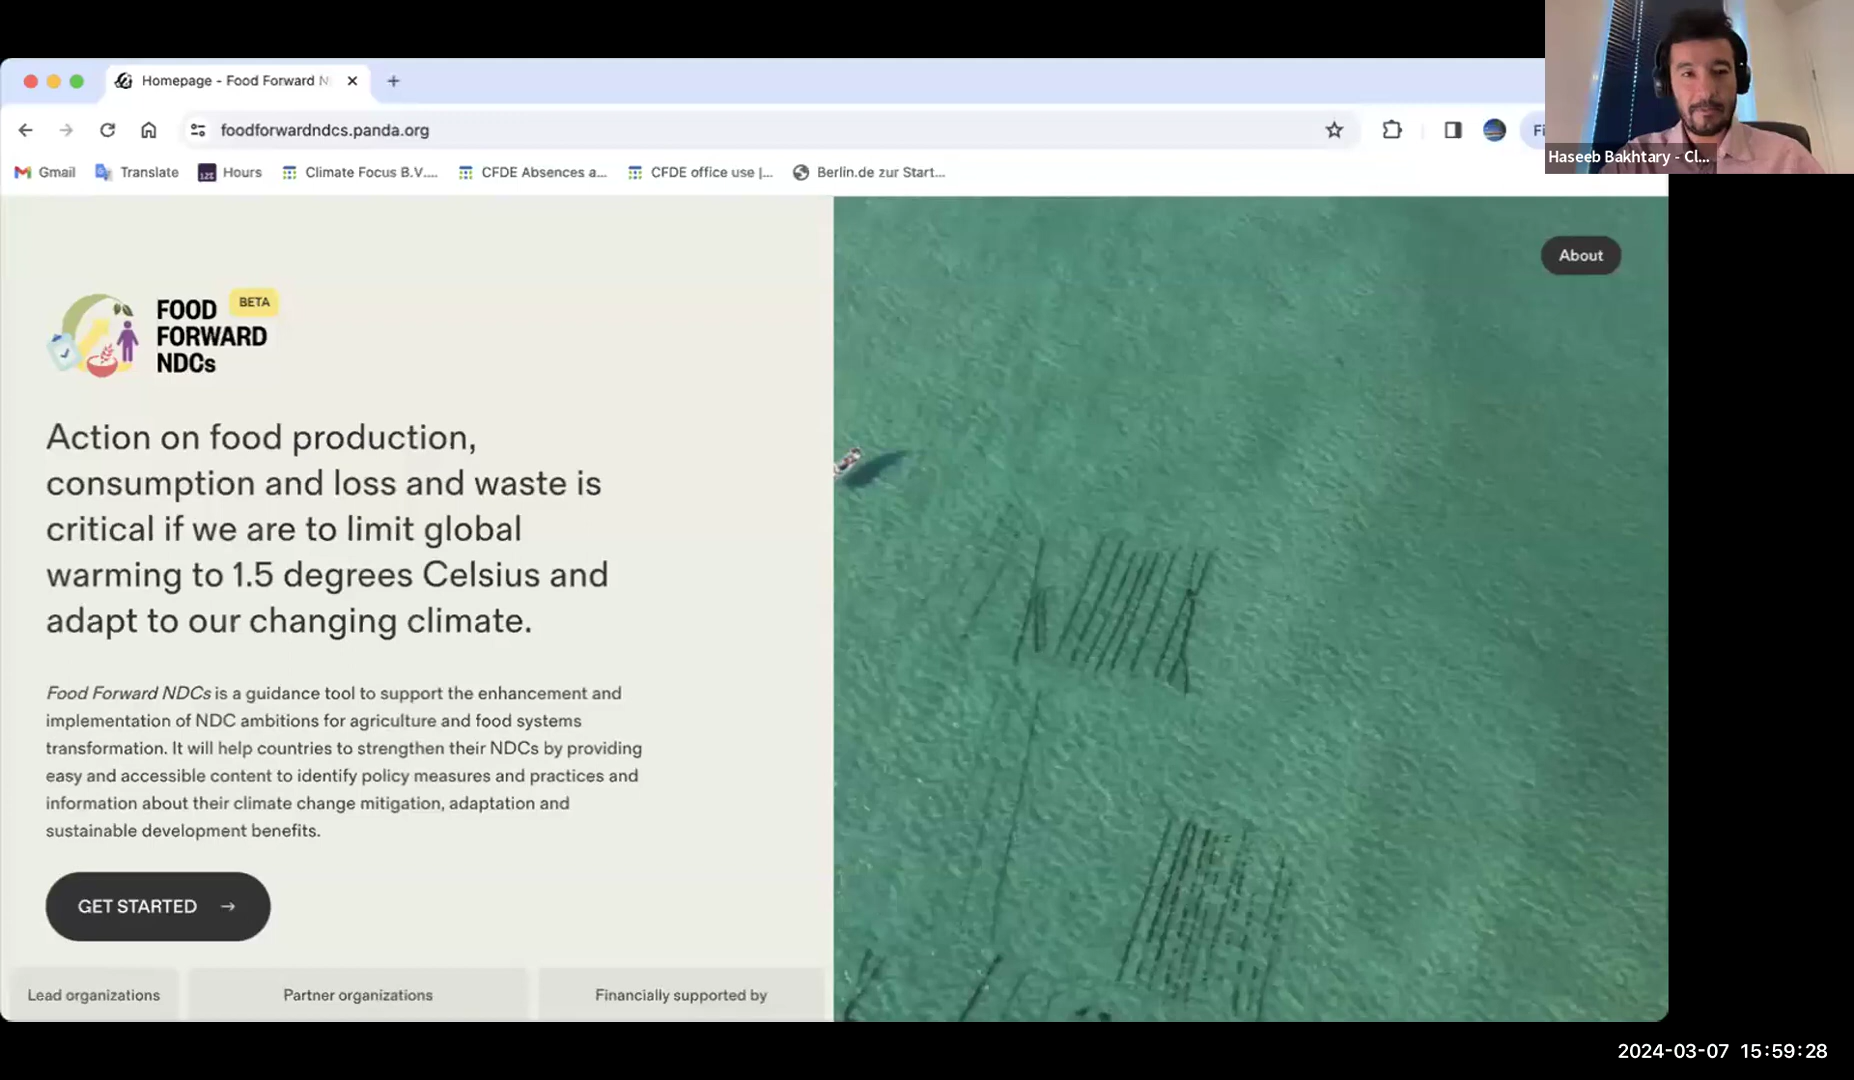 Homepage - Food Forward N
foodforwardndcs.panda.org
Gmail
Translate
Hours
Climate Focus B.V....
CFDE Absences a...
CFDE office use |...
Berlin.de zur Start...
Haseeb Bakhtary - Cl...
About
FOOD
FORWARD
NDCs
BETA
Action on food production,
consumption and loss and waste is
critical if we are to limit global
warming to 1.5 degrees Celsius and
adapt to our changing climate.
Food Forward NDCs is a guidance tool to support the enhancement and
implementation of NDC ambitions for agriculture and food systems
transformation. It will help countries to strengthen their NDCs by providing
easy and accessible content to identify policy measures and practices and
information about their climate change mitigation, adaptation and
sustainable development benefits.
GET STARTED →
Lead organizations
Partner organizations
Financially supported by
2024-03-07 15:59:28